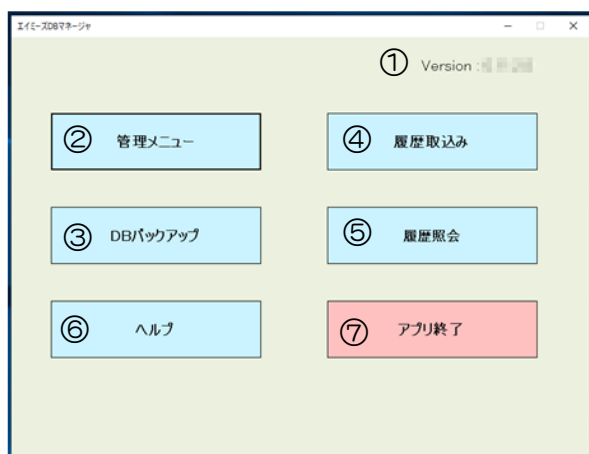 エイミーズDBマネージャ
① Version :
② 管理メニュー
④ 履歴取込み
③ DBバックアップ
⑤ 履歴照会
⑥ ヘルプ
⑦ アプリ終了